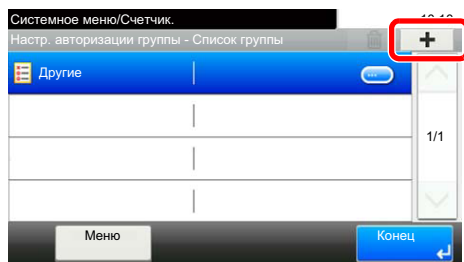 Системное меню/Счетчик.
Настр. авторизации группы - Список группы
Другие
1/1
Меню
Конец